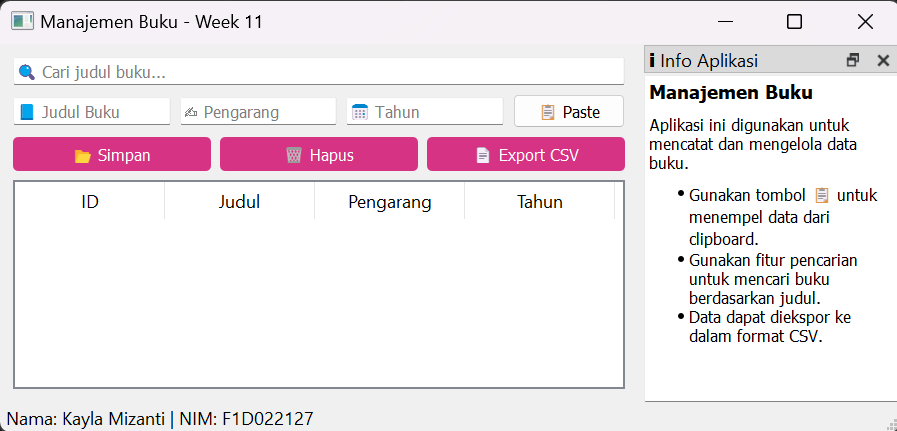 Manajemen Buku - Week 11
Cari judul buku...
Judul Buku
Pengarang
Tahun
Paste
Simpan
Hapus
Export CSV
ID
Judul
Pengarang
Tahun
Info Aplikasi
Manajemen Buku
Aplikasi ini digunakan untuk
mencatat dan mengelola data
buku.
• Gunakan tombol 📋 untuk
menempel data dari
clipboard.
• Gunakan fitur pencarian
untuk mencari buku
berdasarkan judul.
• Data dapat diekspor ke
dalam format CSV.
Nama: Kayla Mizanti | NIM: F1D022127